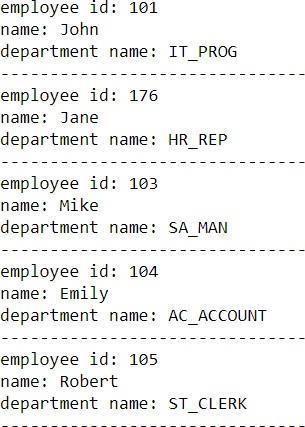 employee id: 101
name: John
department name: IT_PROG
------------------------------
employee id: 176
name: Jane
department name: HR_REP
------------------------------
employee id: 103
name: Mike
department name: SA_MAN
------------------------------
employee id: 104
name: Emily
department name: AC_ACCOUNT
------------------------------
employee id: 105
name: Robert
department name: ST_CLERK
------------------------------